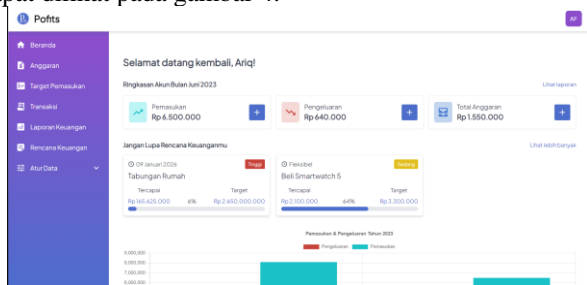 dapat dilihat pada gambar 4.
Pofits
AF
Beranda
Anggaran
Target Pemasukan
Transaksi
Laporan Keuangan
Rencana Keuangan
Atur Data
Selamat datang kembali, Ariq!
Ringkasan Akun Bulan Juni 2023
Lihat laporan
Pemasukan
Rp 6.500.000
+
Pengeluaran
Rp 640.000
+
Total Anggaran
Rp 1.550.000
+
Jangan Lupa Rencana Keuanganmu
Lihat lebih banyak
09 Januari 2026
Tinggi
Tabungan Rumah
Tercapai
Target
Rp 165.625.000
6%
Rp 2.650.000.000
Fleksibel
Sedang
Beli Smartwatch 5
Tercapai
Target
Rp 2.100.000
64%
Rp 3.300.000
Pemasukan & Pengeluaran Tahun 2023
Pengeluaran
Pemasukan
9,000,000
8,000,000
7,000,000
6,000,000